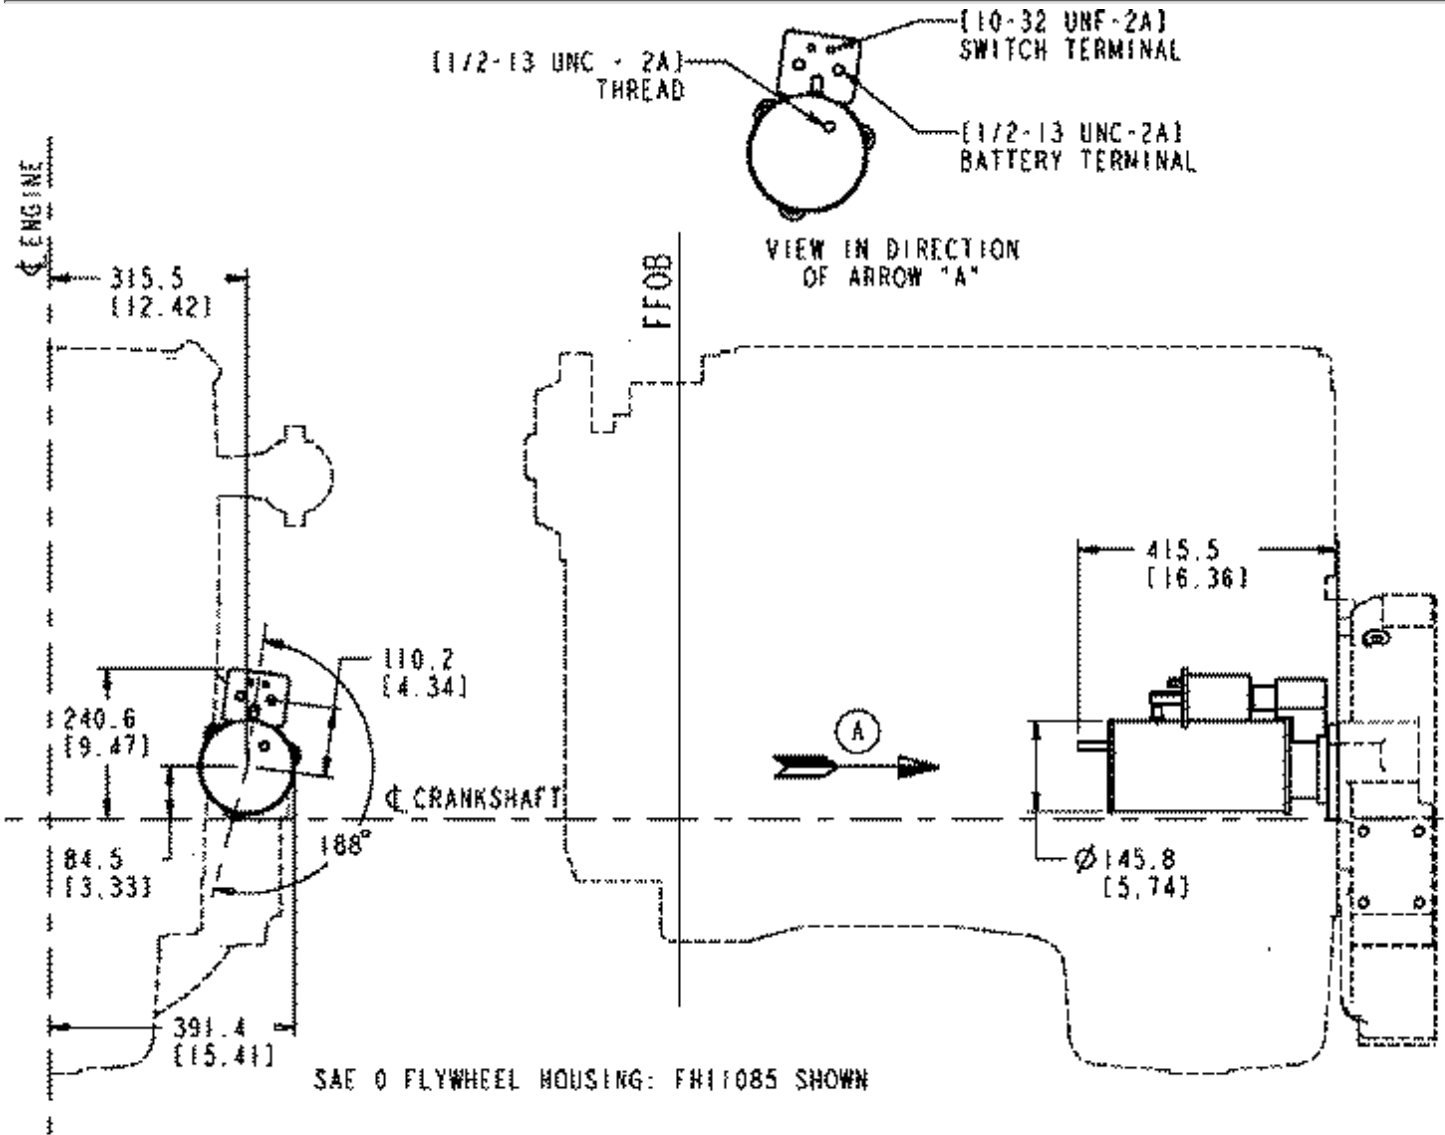 [10-32 UNF-2A]
SWITCH TERMINAL
[1/2-13 UNC - 2A]
THREAD
[1/2-13 UNC-2A]
BATTERY TERMINAL
VIEW IN DIRECTION
OF ARROW "A"
℄ ENGINE
315.5
[12.42]
FFOB
415.5
[16.36]
110.2
[4.34]
240.6
[9.47]
A
℄ CRANKSHAFT
188°
84.5
[3.33]
Ø145.8
[5.74]
391.4
[15.41]
SAE 0 FLYWHEEL HOUSING: FH11085 SHOWN